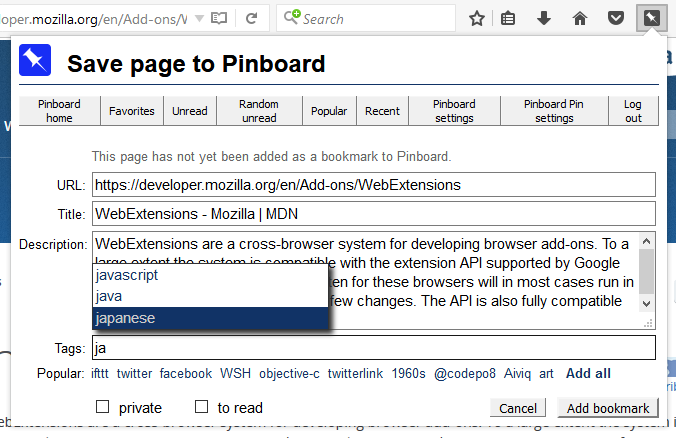 oper.mozilla.org/en/Add-ons/W
Search
Save page to Pinboard
Pinboard home
Favorites
Unread
Random unread
Popular
Recent
Pinboard settings
Pinboard Pin settings
Log out
This page has not yet been added as a bookmark to Pinboard.
URL: https://developer.mozilla.org/en/Add-ons/WebExtensions
Title: WebExtensions - Mozilla | MDN
Description: WebExtensions are a cross-browser system for developing browser add-ons. To a
large extent the system is compatible with the extension API supported by Google
javascript
ten for these browsers will in most cases run in
java
few changes. The API is also fully compatible
japanese
Tags: ja
Popular: ifttt twitter facebook WSH objective-c twitterlink 1960s @codepo8 Aiviq art Add all
private to read Cancel Add bookmark